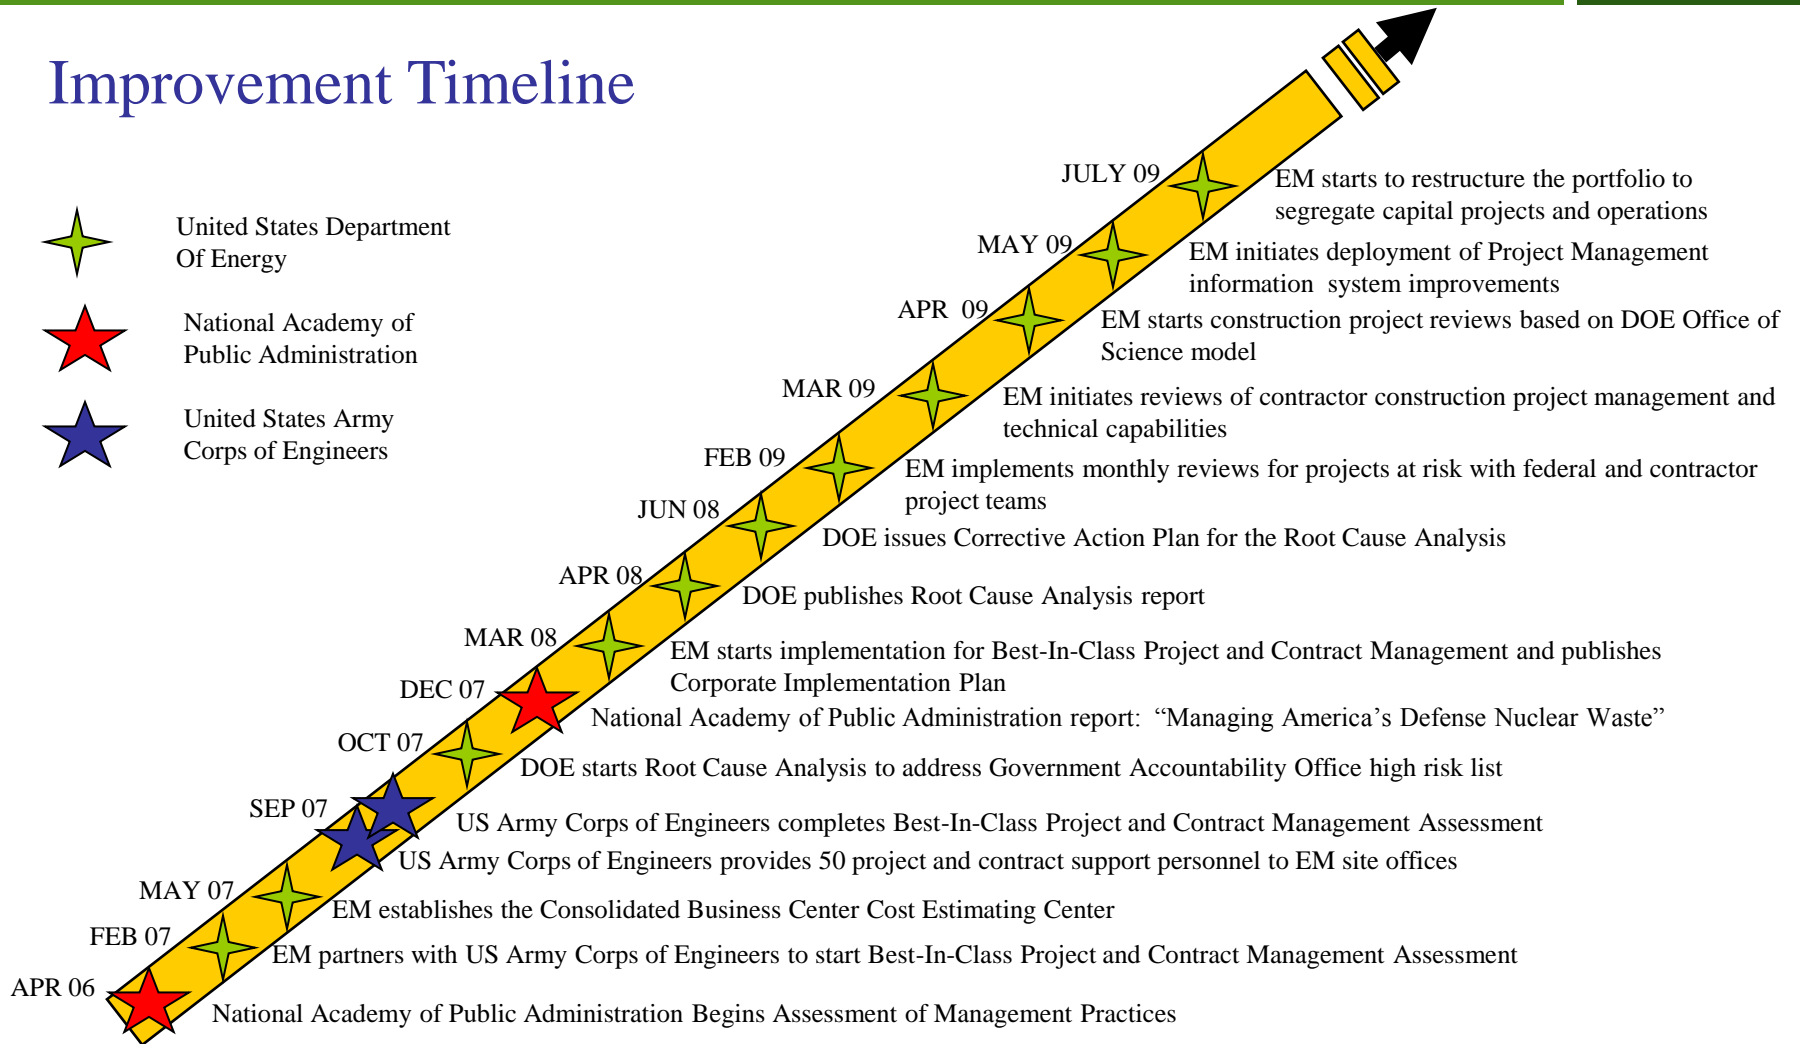 Improvement Timeline
United States Department
Of Energy
National Academy of
Public Administration
United States Army
Corps of Engineers
JULY 09
EM starts to restructure the portfolio to
segregate capital projects and operations
MAY 09
EM initiates deployment of Project Management
information  system improvements
APR  09
EM starts construction project reviews based on DOE Office of
Science model
MAR 09
EM initiates reviews of contractor construction project management and
technical capabilities
FEB 09
EM implements monthly reviews for projects at risk with federal and contractor
project teams
JUN 08
DOE issues Corrective Action Plan for the Root Cause Analysis
APR 08
DOE publishes Root Cause Analysis report
MAR 08
EM starts implementation for Best-In-Class Project and Contract Management and publishes
Corporate Implementation Plan
DEC 07
National Academy of Public Administration report:  “Managing America’s Defense Nuclear Waste”
OCT 07
DOE starts Root Cause Analysis to address Government Accountability Office high risk list
SEP 07
US Army Corps of Engineers completes Best-In-Class Project and Contract Management Assessment
US Army Corps of Engineers provides 50 project and contract support personnel to EM site offices
MAY 07
EM establishes the Consolidated Business Center Cost Estimating Center
FEB 07
EM partners with US Army Corps of Engineers to start Best-In-Class Project and Contract Management Assessment
APR 06
National Academy of Public Administration Begins Assessment of Management Practices